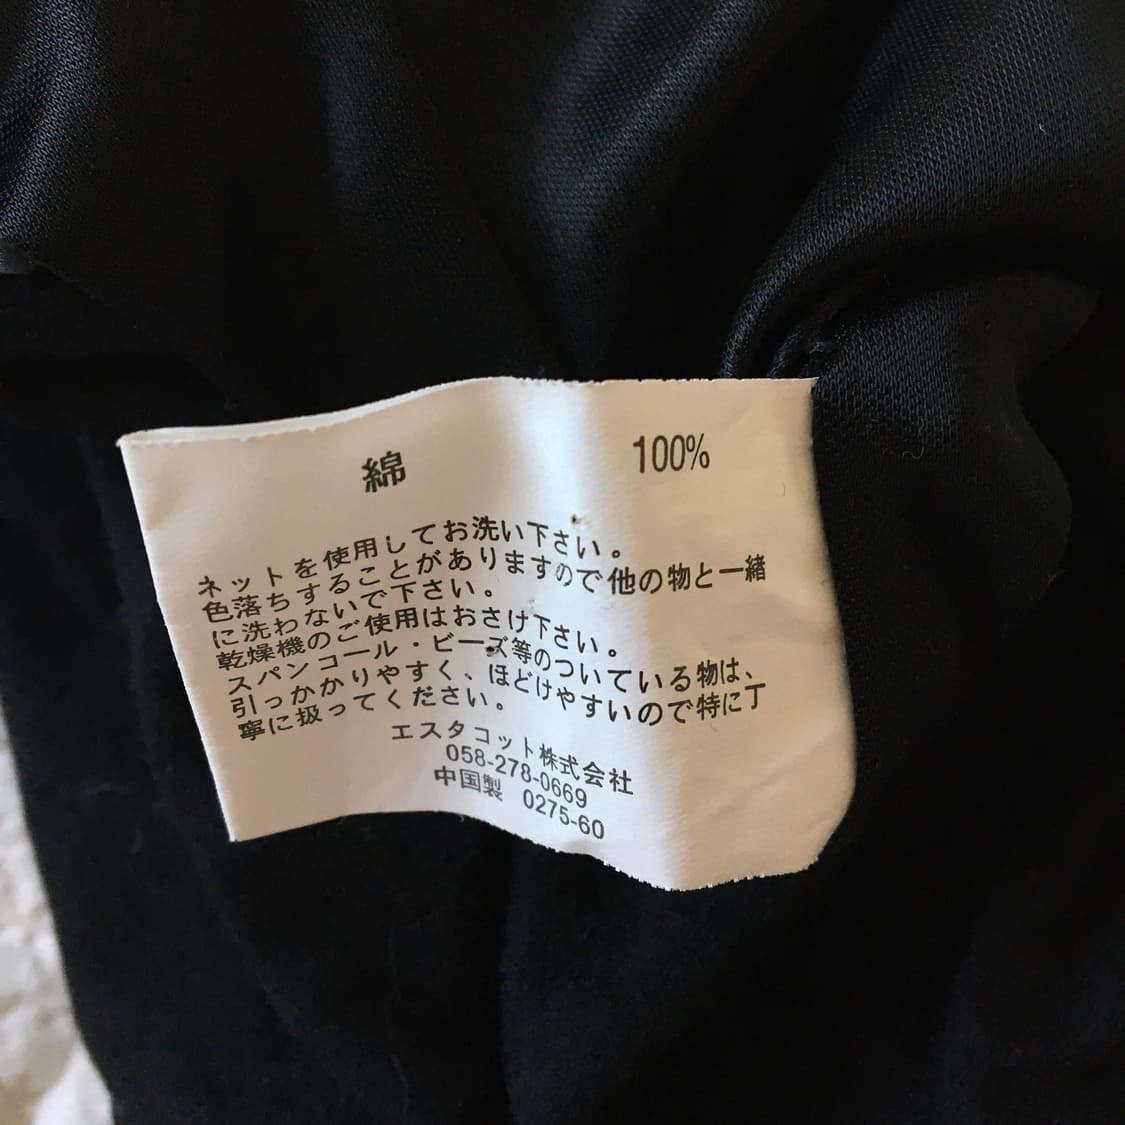 綿 100%
ネットを使用してお洗い下さい。
色落ちすることがありますので他の物と一緒
に洗わないで下さい。
乾燥機のご使用はおさけ下さい。
スパンコール・ビーズ等のついている物は、
引っかかりやすく、ほどけやすいので特に丁
寧に扱ってください。
エスタコット株式会社
058-278-0669
中国製 0275-60